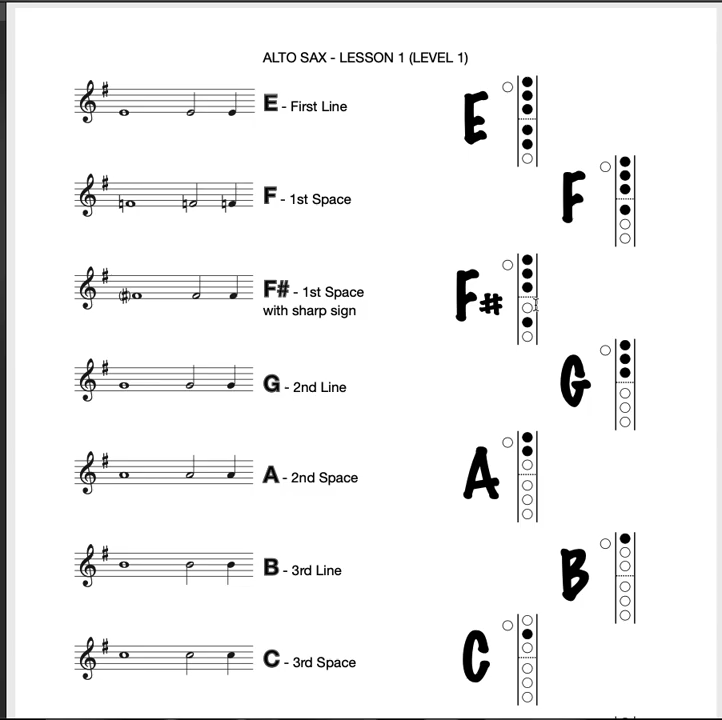 ALTO SAX - LESSON 1 (LEVEL 1)
E - First Line
E
F - 1st Space
F
F# - 1st Space
with sharp sign
F#
G - 2nd Line
G
A - 2nd Space
A
B - 3rd Line
B
C - 3rd Space
C